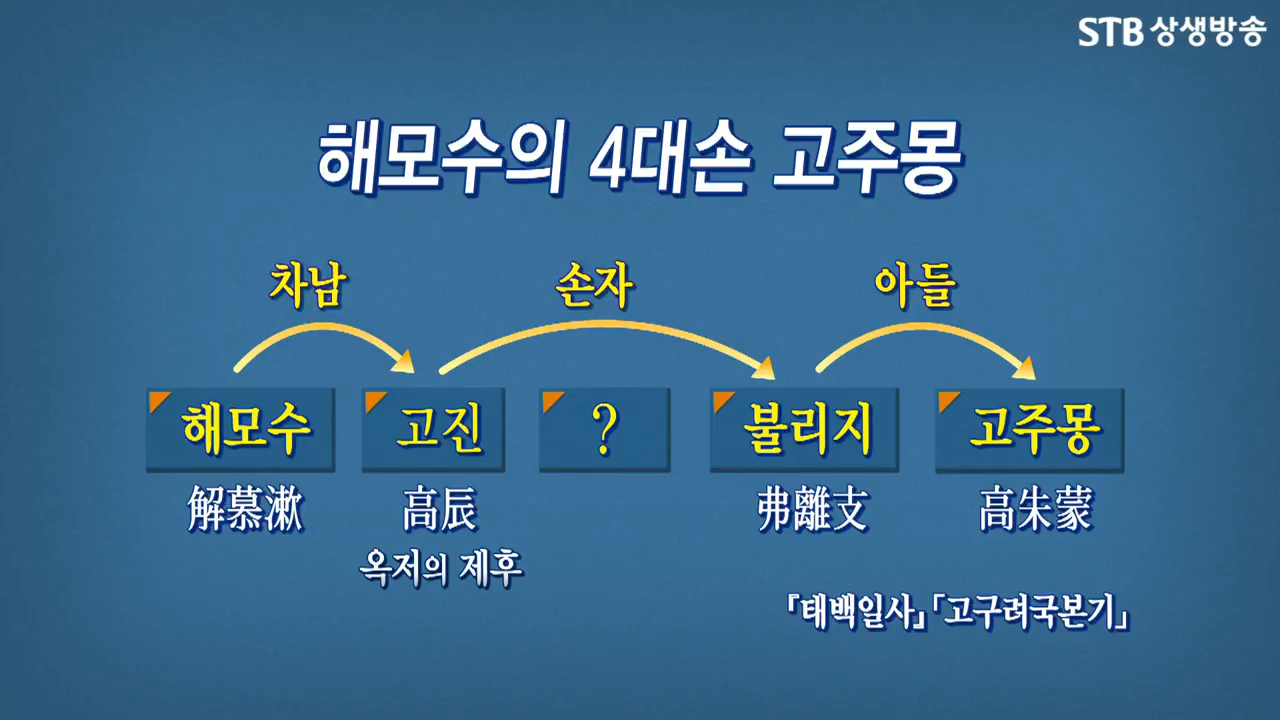 STB 상생방송
해모수의 4대손 고주몽
차남 손자 아들
해모수 고진 ? 불리지 고주몽
解慕漱 高辰 弗離支 高朱蒙
옥저의 제후
『태백일사』「고구려국본기」